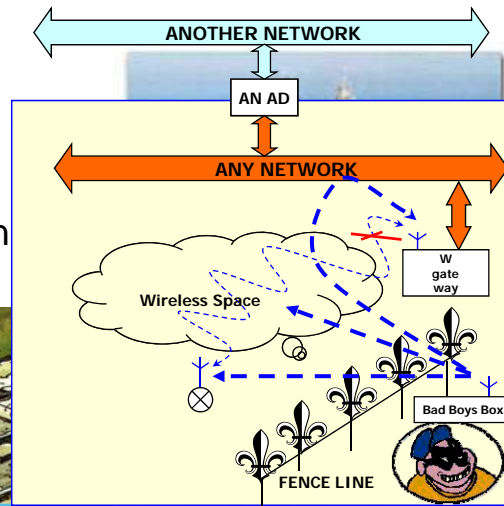 ANOTHER NETWORK
AN AD
ANY NETWORK
n
W
gate
way
Wireless Space
Bad Boys Box
FENCE LINE